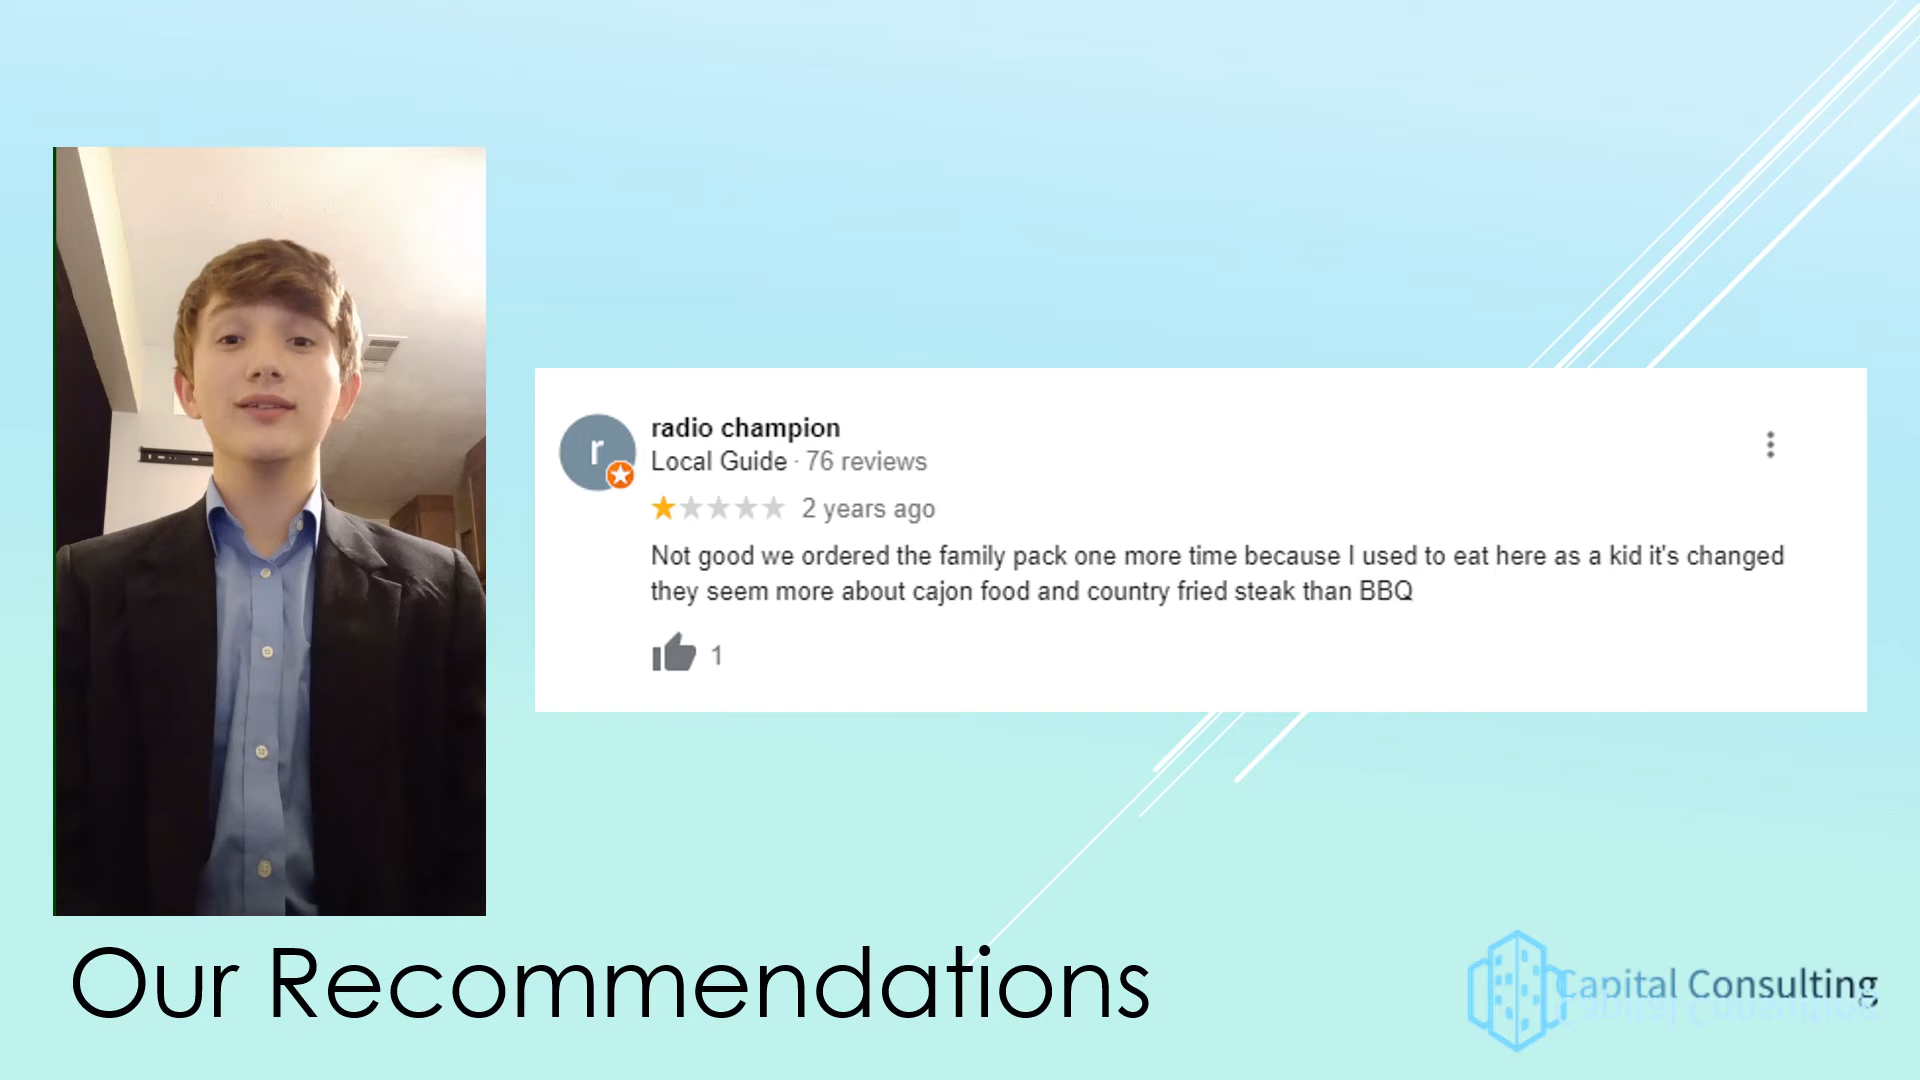 r
radio champion
Local Guide · 76 reviews
2 years ago
Not good we ordered the family pack one more time because I used to eat here as a kid it's changed
they seem more about cajon food and country fried steak than BBQ
1
Our Recommendations
Capital Consulting